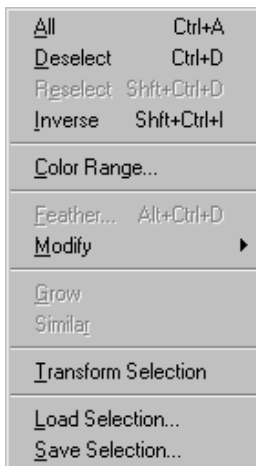 All Ctrl+A
Deselect Ctrl+D
Reselect Shft+Ctrl+D
Inverse Shft+Ctrl+I
Color Range...
Feather... Alt+Ctrl+D
Modify
Grow
Similar
Transform Selection
Load Selection...
Save Selection...